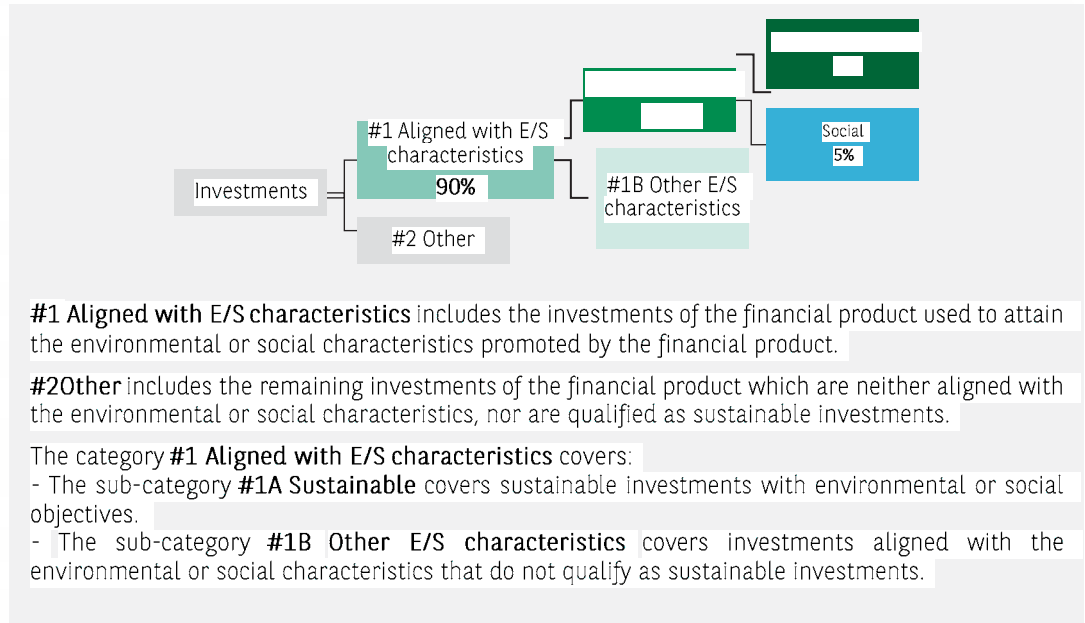 #1 Aligned with E/S
characteristics
90%
Investments
#2 Other
#1B Other E/S
characteristics
Social
5%
#1 Aligned with E/S characteristics includes the investments of the financial product used to attain
the environmental or social characteristics promoted by the financial product.
#2Other includes the remaining investments of the financial product which are neither aligned with
the environmental or social characteristics, nor are qualified as sustainable investments.
The category #1 Aligned with E/S characteristics covers:
- The sub-category #1A Sustainable covers sustainable investments with environmental or social
objectives.
- The sub-category #1B Other E/S characteristics covers investments aligned with the
environmental or social characteristics that do not qualify as sustainable investments.